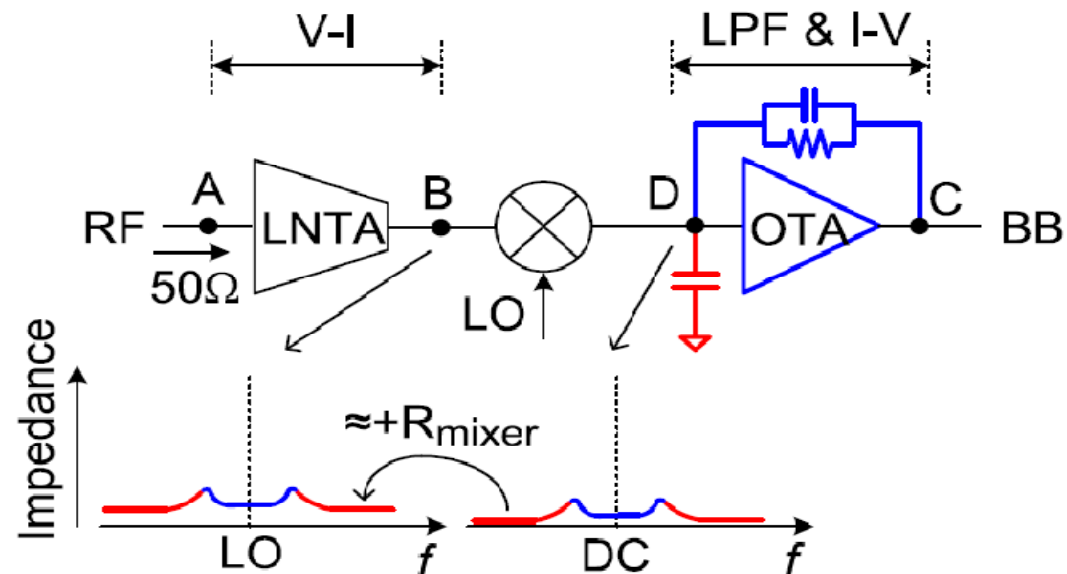 V-I
LPF & I-V
A
B
D
C
RF
LNTA
OTA
BB
50Ω
LO
Impedance
≈+Rmixer
LO
f
DC
f